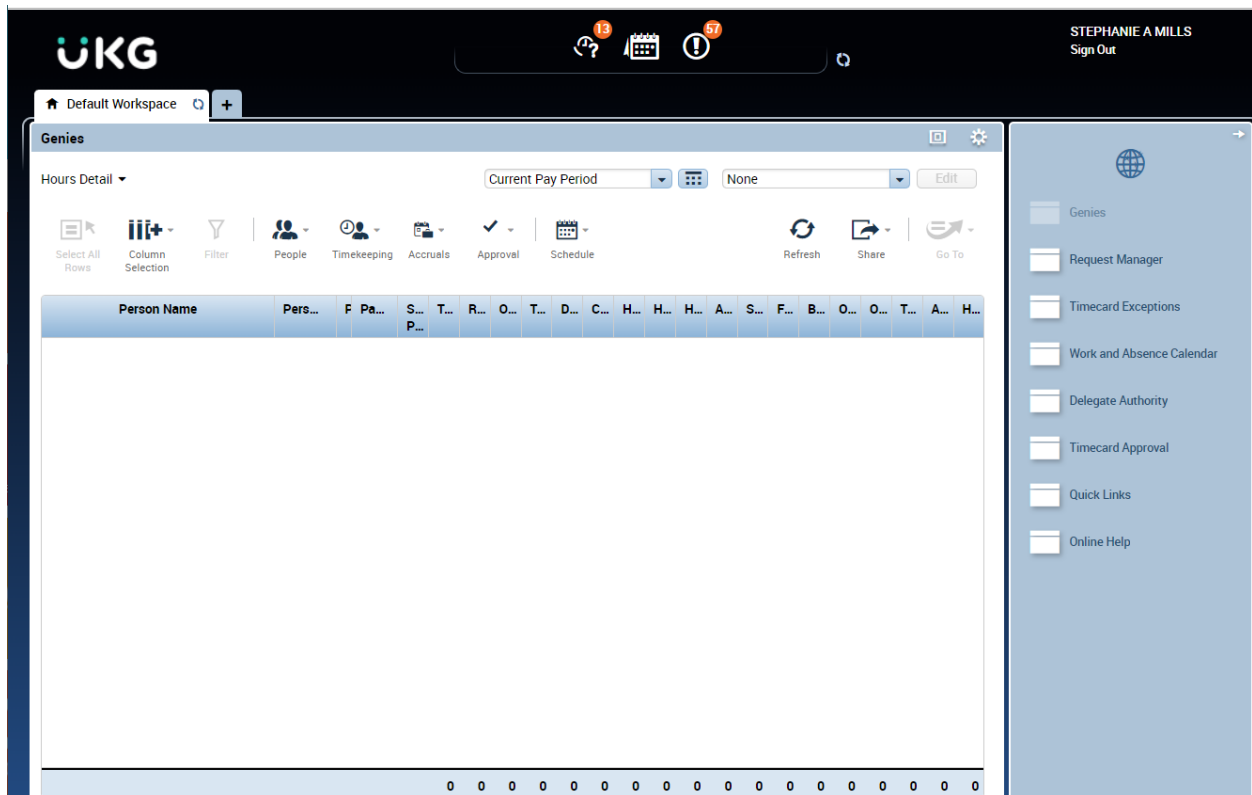 UKG
13
57
STEPHANIE A MILLS
Sign Out
Default Workspace
+
Genies
Hours Detail
Current Pay Period
None
Edit
Select All Rows
Column Selection
Filter
People
Timekeeping
Accruals
Approval
Schedule
Refresh
Share
Go To
Person Name Pers... P Pa... S... P... T... R... O... T... D... C... H... H... H... A... S... F... B... O... O... T... A... H...
0 0 0 0 0 0 0 0 0 0 0 0 0 0 0 0 0 0
Genies
Request Manager
Timecard Exceptions
Work and Absence Calendar
Delegate Authority
Timecard Approval
Quick Links
Online Help